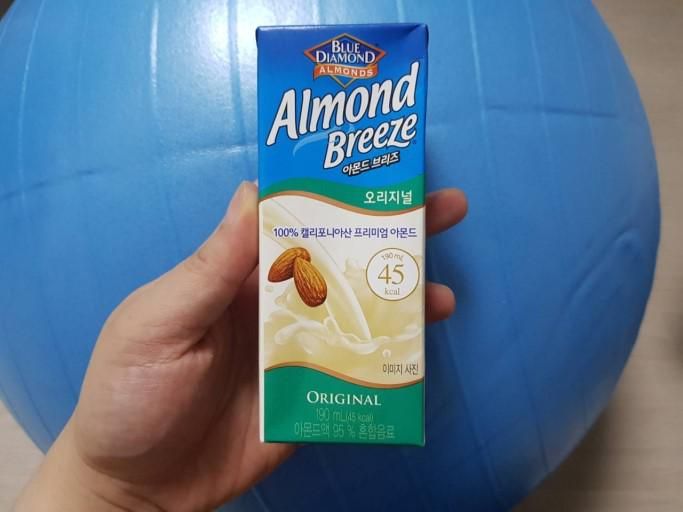 BLUE
DIAMOND
ALMONDS
Almond
Breeze
아몬드 브리즈
오리지널
100% 캘리포니아산 프리미엄 아몬드
190 mL
45
kcal
이미지 사진
ORIGINAL
190 mL(45 kcal)
아몬드액 95 % 혼합음료